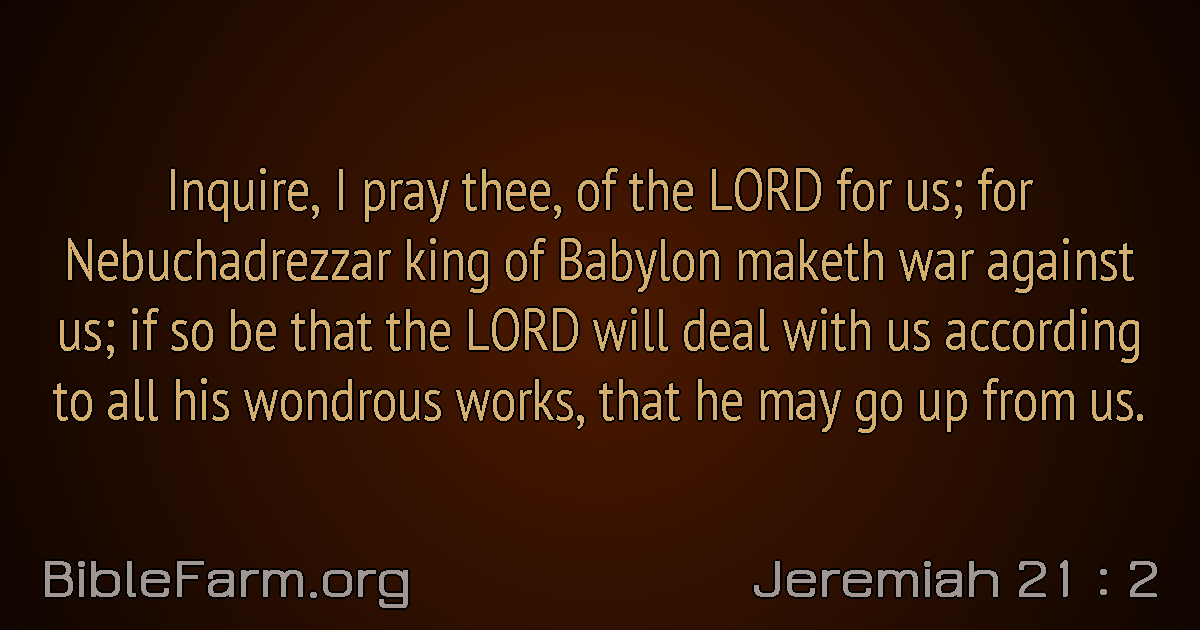 Inquire, I pray thee, of the LORD for us; for
Nebuchadrezzar king of Babylon maketh war against
us; if so be that the LORD will deal with us according
to all his wondrous works, that he may go up from us.
BibleFarm.org
Jeremiah 21 : 2